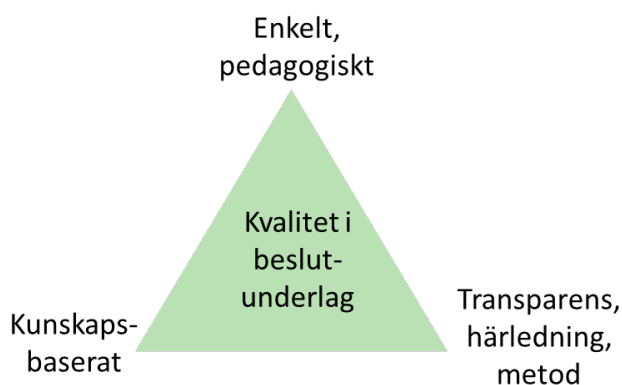 Enkelt,
pedagogiskt
Kvalitet i
beslut-
underlag
Kunskaps-
baserat
Transparens,
härledning,
metod